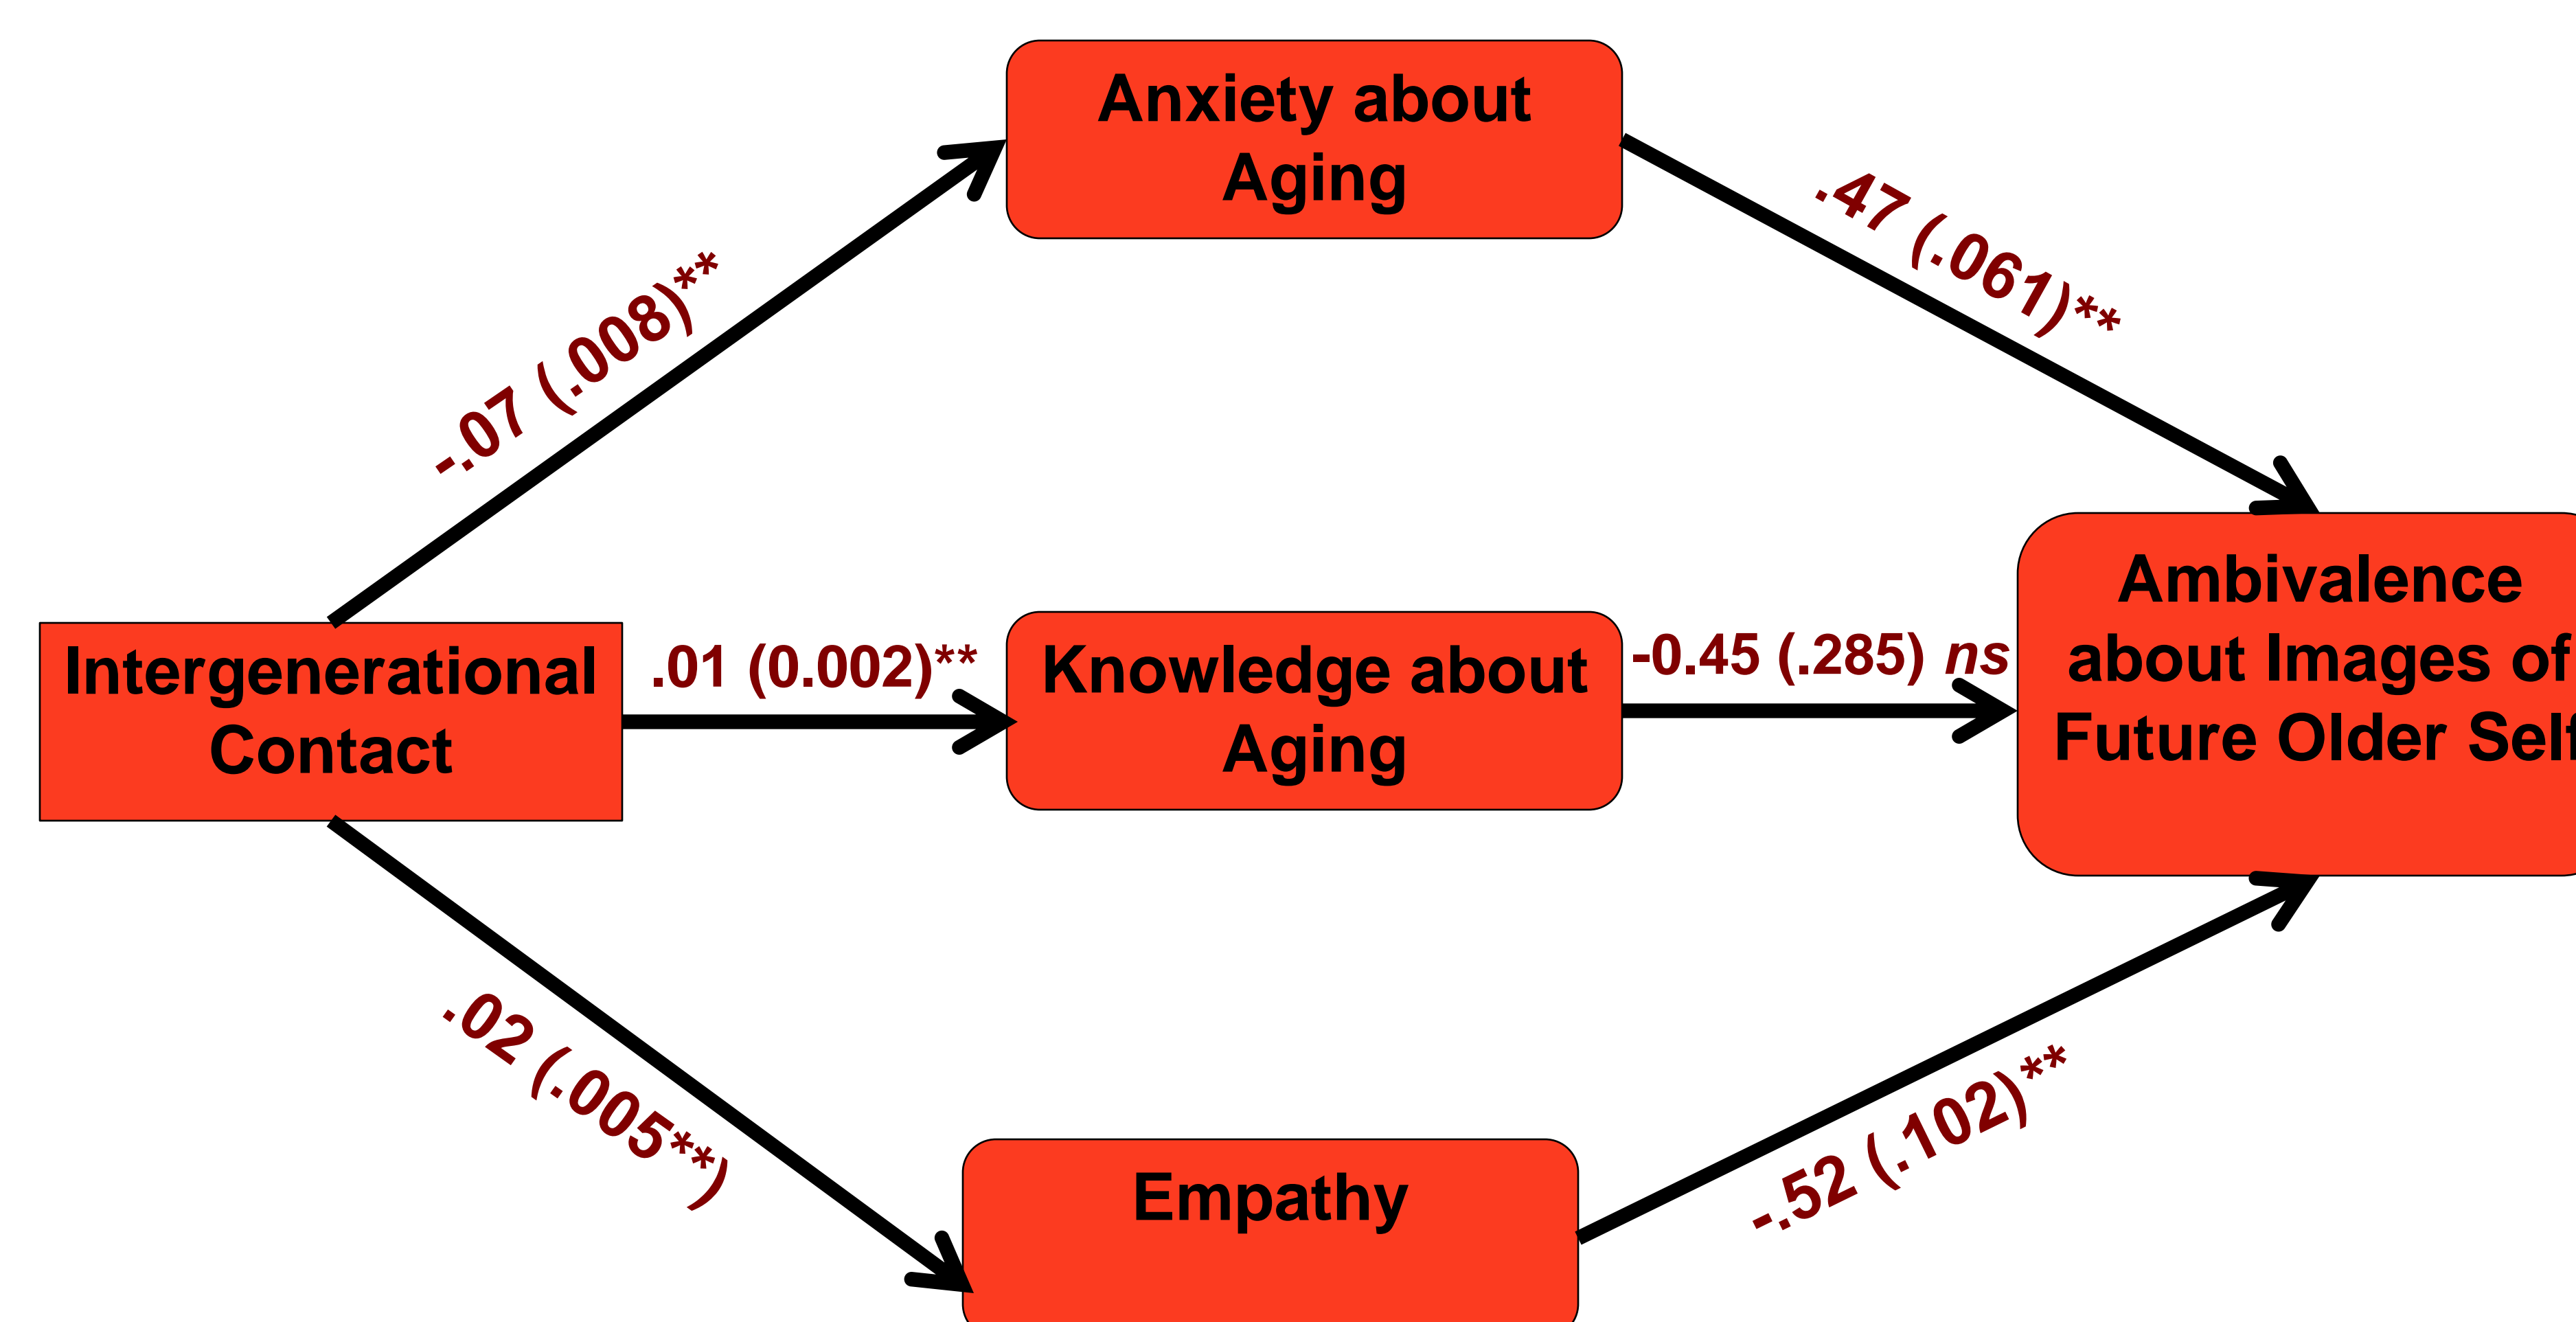 Anxiety about
Aging
.47 (.061)**
-.07 (.008)**
Intergenerational
Contact
.01 (0.002)**
Knowledge about
Aging
-0.45 (.285) ns
Ambivalence
about Images of
Future Older Self
.02 (.005**)
Empathy
-.52 (.102)**